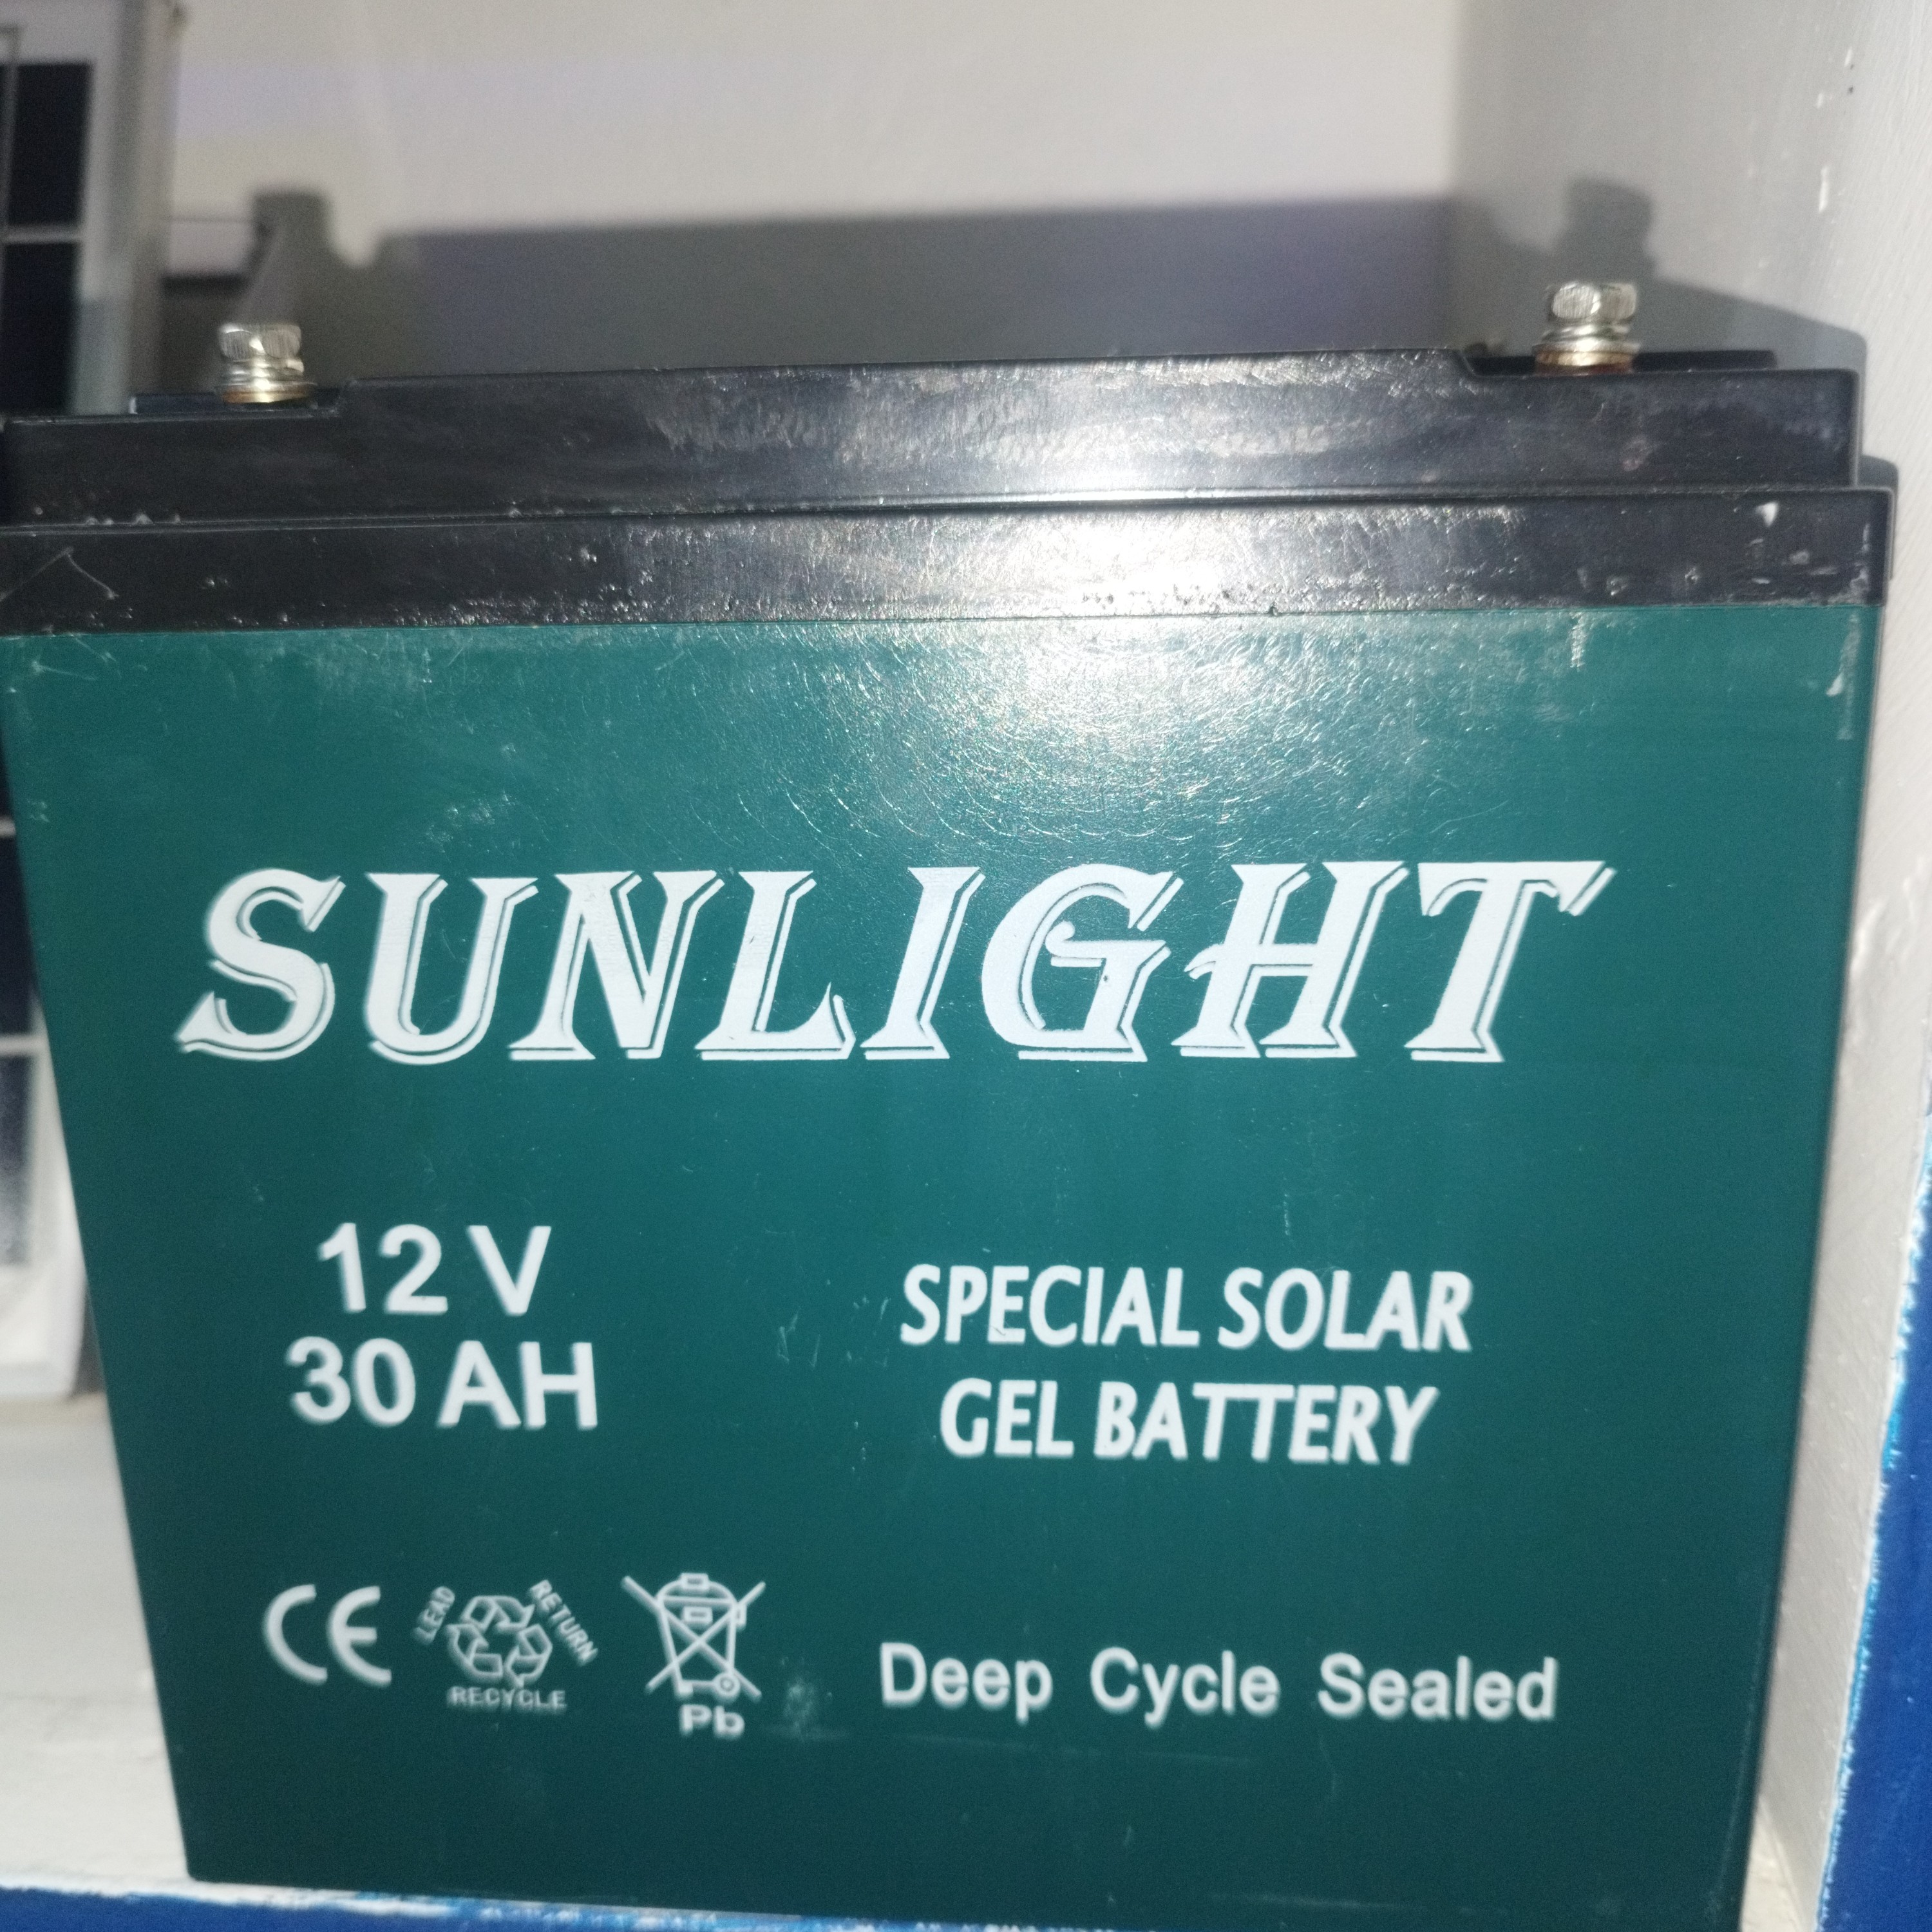 SUNLIGHT
12 V
30 AH
SPECIAL SOLAR
GEL BATTERY
CE
LEAD
RETURN
RECYCLE
Pb
Deep Cycle Sealed